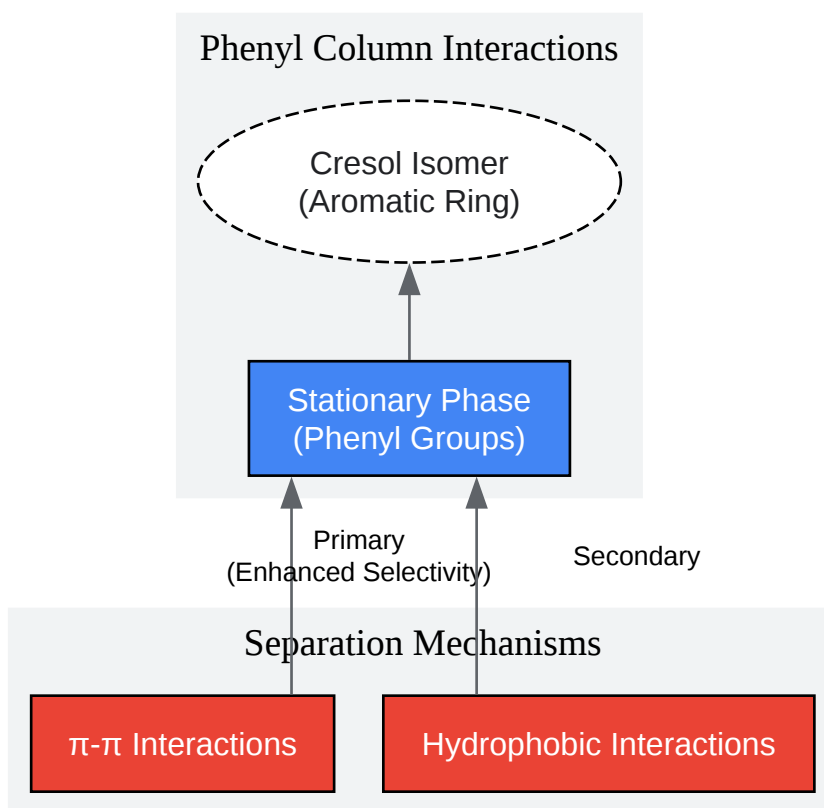 Phenyl Column Interactions
Cresol Isomer
(Aromatic Ring)
Stationary Phase
(Phenyl Groups)
Primary
(Enhanced Selectivity)
Secondary
Separation Mechanisms
π-π Interactions
Hydrophobic Interactions